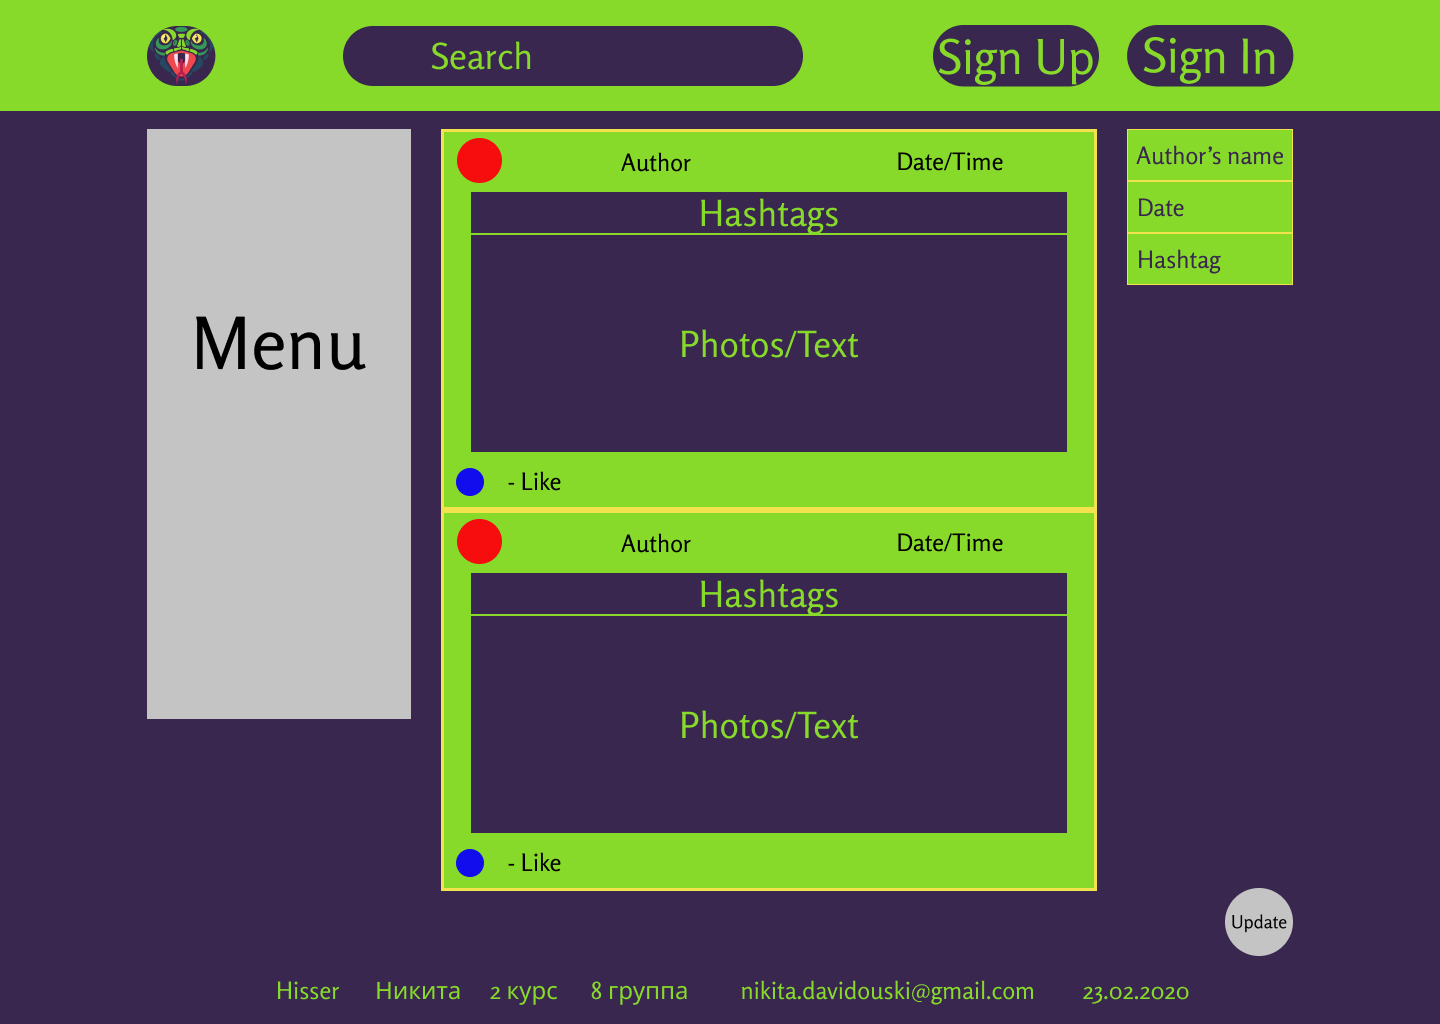 Search
Sign Up
Sign In
Menu
Author
Date/Time
Hashtags
Photos/Text
- Like
Author
Date/Time
Hashtags
Photos/Text
- Like
Author’s name
Date
Hashtag
Update
Hisser Никита 2 курс 8 группа nikita.davidouski@gmail.com 23.02.2020